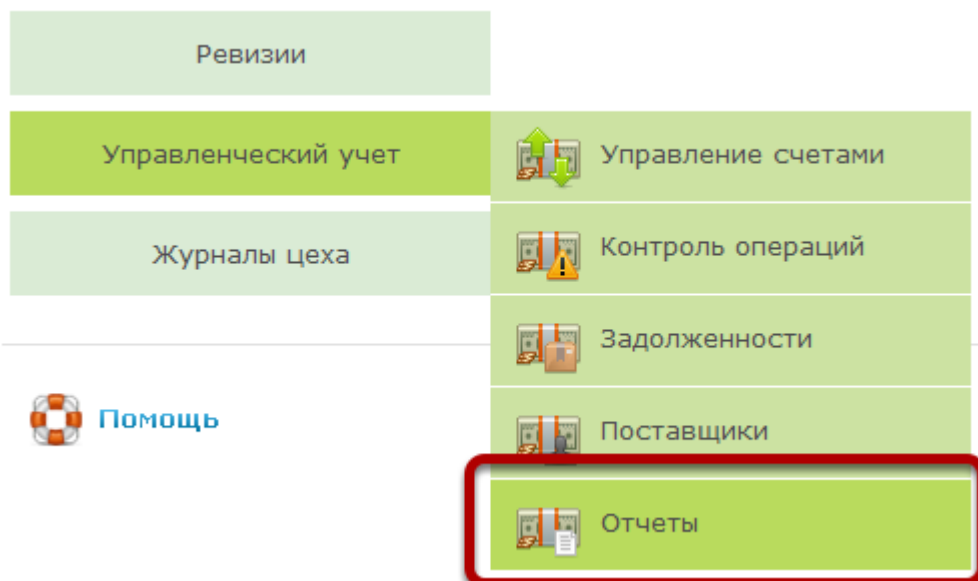 Ревизии
Управленческий учет
Журналы цеха
Управление счетами
Контроль операций
Задолженности
Поставщики
Отчеты
Помощь